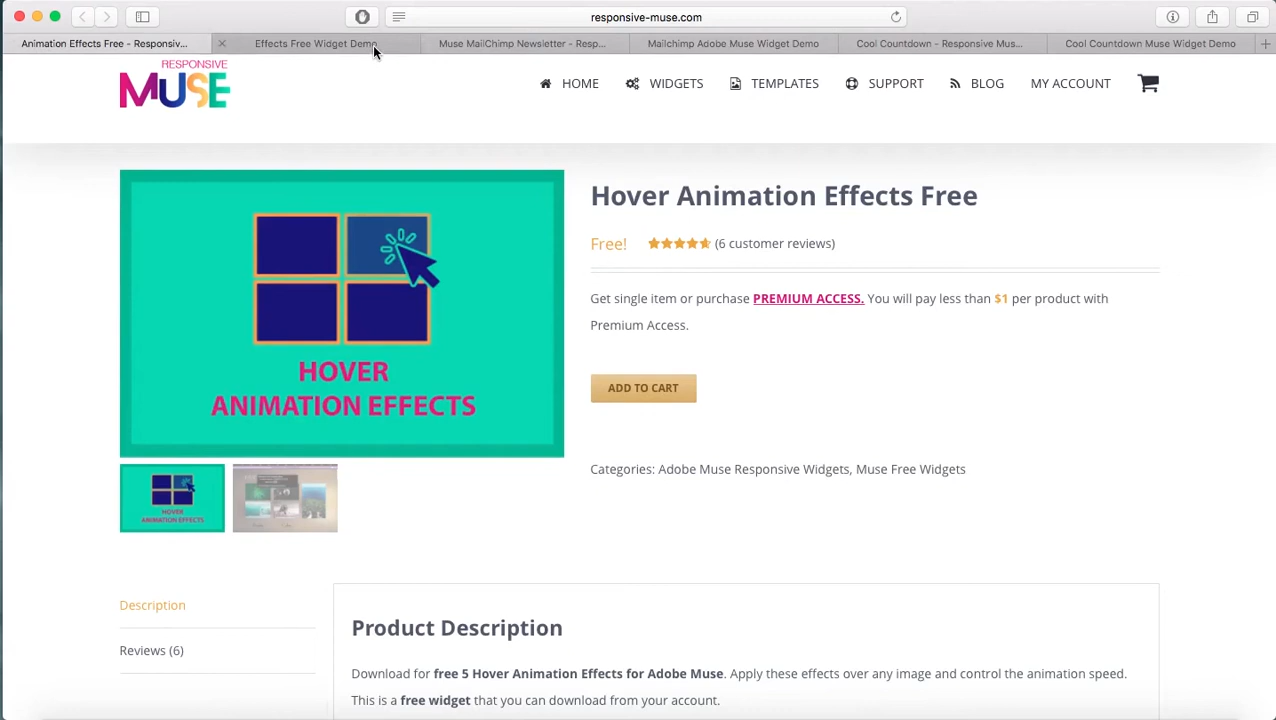 responsive-muse.com
Animation Effects Free - Responsiv...
Effects Free Widget Demo
Muse MailChimp Newsletter - Resp...
Mailchimp Adobe Muse Widget Demo
Cool Countdown - Responsive Mus...
Cool Countdown Muse Widget Demo
RESPONSIVE
MUSE
HOME
WIDGETS
TEMPLATES
SUPPORT
BLOG
MY ACCOUNT
HOVER
ANIMATION EFFECTS
Hover Animation Effects Free
Free!
(6 customer reviews)
Get single item or purchase PREMIUM ACCESS. You will pay less than $1 per product with
Premium Access.
ADD TO CART
Categories: Adobe Muse Responsive Widgets, Muse Free Widgets
HOVER
ANIMATION EFFECTS
Description
Reviews (6)
Product Description
Download for free 5 Hover Animation Effects for Adobe Muse. Apply these effects over any image and control the animation speed.
This is a free widget that you can download from your account.